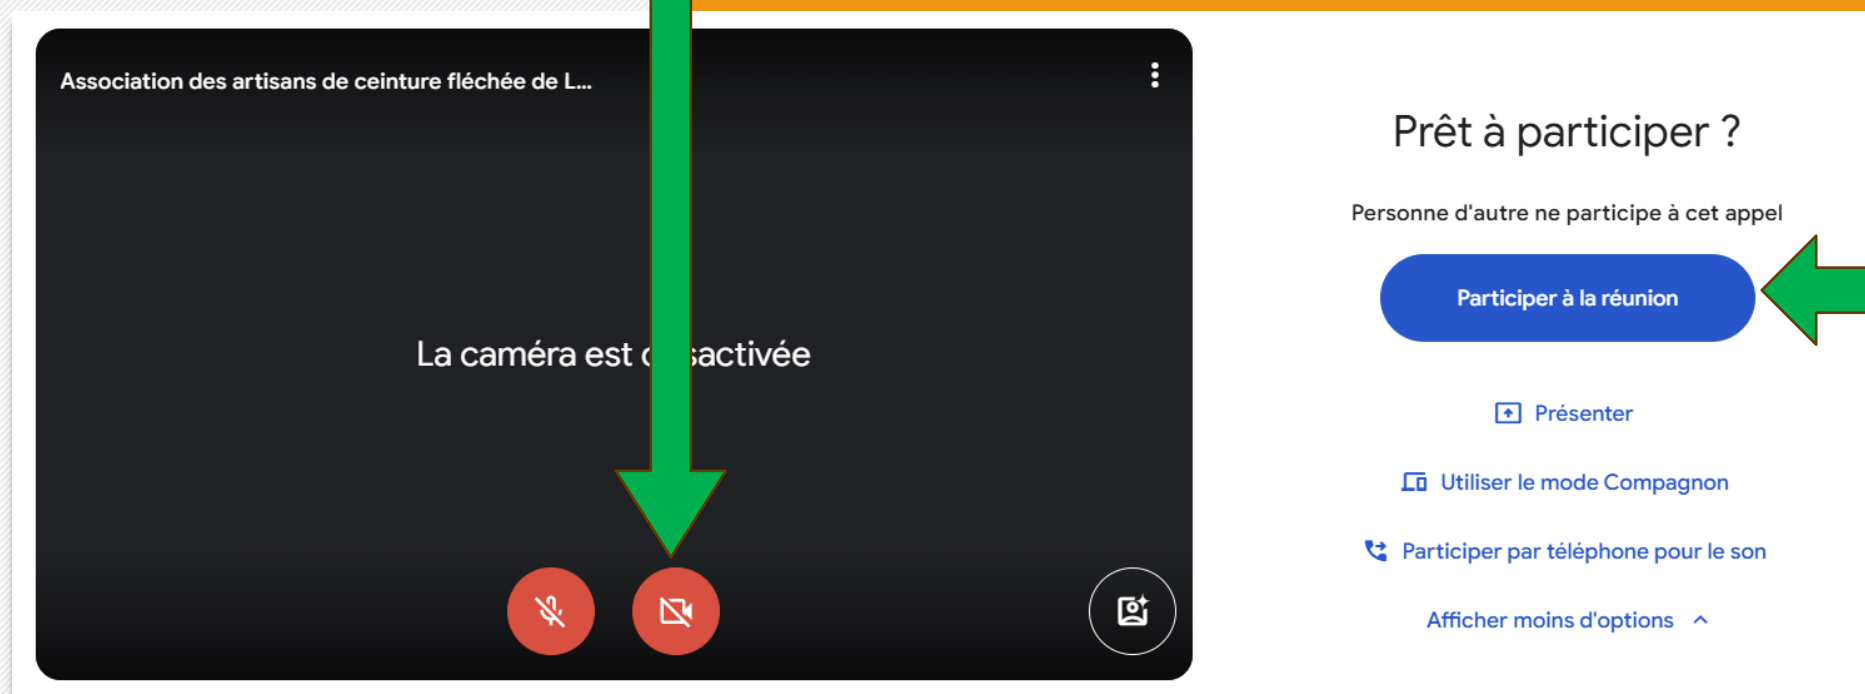 Association des artisans de ceinture fléchée de L...
La caméra est sactivée
Prêt à participer ?
Personne d'autre ne participe à cet appel
Participer à la réunion
Présenter
Utiliser le mode Compagnon
Participer par téléphone pour le son
Afficher moins d'options